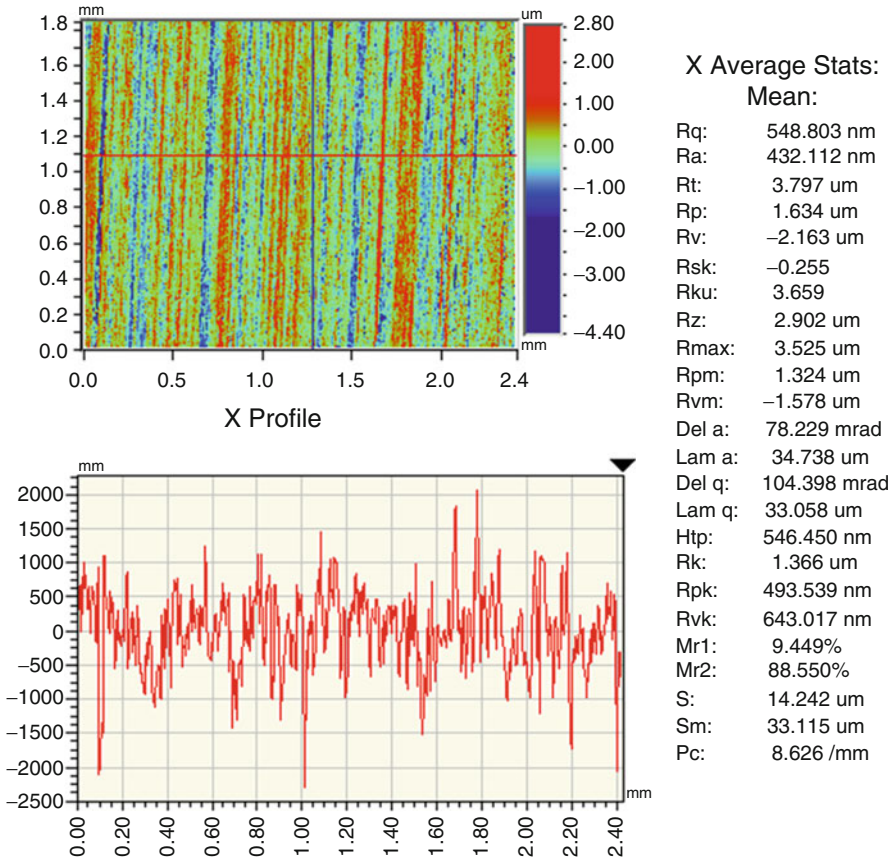 mm
um
1.8
1.6
1.4
1.2
1.0
0.8
0.6
0.4
0.2
0.0
0.0 0.5 1.0 1.5 2.0 2.4
2.80
2.00
1.00
0.00
−1.00
−2.00
−3.00
−4.40
mm
X Profile
mm
2000
1500
1000
500
0
−500
−1000
−1500
−2000
−2500
mm
0.00 0.20 0.40 0.60 0.80 1.00 1.20 1.40 1.60 1.80 2.00 2.20 2.40
X Average Stats:
Mean:
Rq: 548.803 nm
Ra: 432.112 nm
Rt: 3.797 um
Rp: 1.634 um
Rv: −2.163 um
Rsk: −0.255
Rku: 3.659
Rz: 2.902 um
Rmax: 3.525 um
Rpm: 1.324 um
Rvm: −1.578 um
Del a: 78.229 mrad
Lam a: 34.738 um
Del q: 104.398 mrad
Lam q: 33.058 um
Htp: 546.450 nm
Rk: 1.366 um
Rpk: 493.539 nm
Rvk: 643.017 nm
Mr1: 9.449%
Mr2: 88.550%
S: 14.242 um
Sm: 33.115 um
Pc: 8.626 /mm